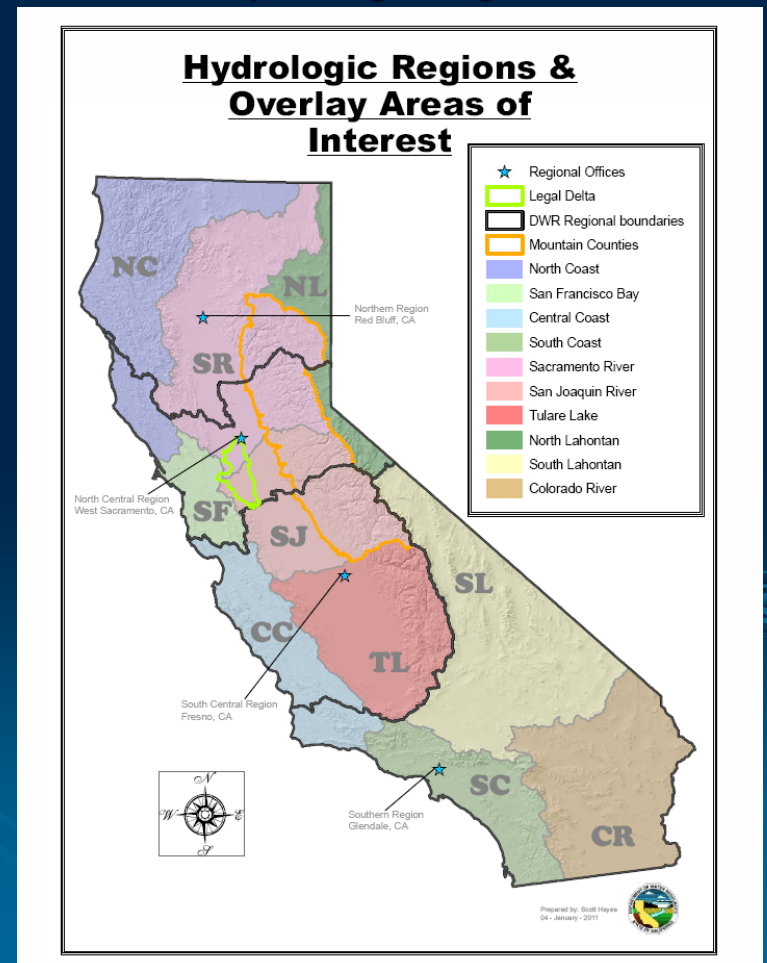 Hydrologic Regions &
Overlay Areas of
Interest
Regional Offices
Legal Delta
DWR Regional boundaries
Mountain Counties
North Coast
San Francisco Bay
Central Coast
South Coast
Sacramento River
San Joaquin River
Tulare Lake
North Lahontan
South Lahontan
Colorado River
NC
NL
Northern Region
Red Bluff, CA
SR
North Central Region
West Sacramento, CA
SF
SJ
SL
CC
TL
South Central Region
Fresno, CA
SC
Southern Region
Glendale, CA
CR
N
W E
S
Prepared by: Scott Hayes
04 - January - 2011